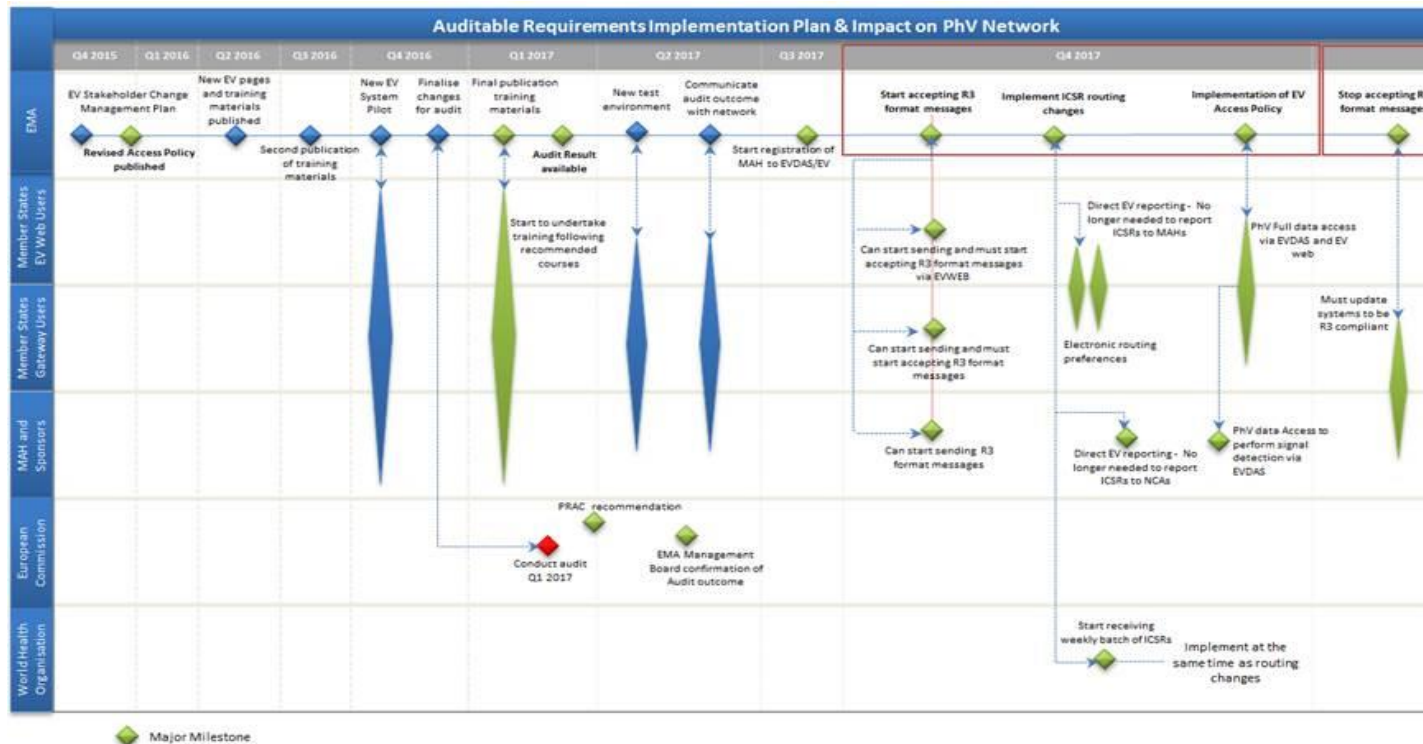 Auditable Requirements Implementation Plan & Impact on PhV Network
Q4 2015
Q1 2016
Q2 2016
Q3 2016
Q4 2016
Q1 2017
Q2 2017
Q3 2017
Q4 2017
EMA
EV Stakeholder Change
Management Plan
Revised Access Policy
published
New EV pages
and training
materials
published
Second publication
of training
materials
New EV
System
Pilot
Finalise
changes
for audit
Final publication
training
materials
Audit Result
available
New test
environment
Communicate
audit outcome
with network
Start registration of
MAH to EVDAS/EV
Start accepting R3
format messages
Implement ICSR routing
changes
Implementation of EV
Access Policy
Stop accepting R
format message
Member States
EV Web Users
Start to undertake
training following
recommended
courses
Can start sending and must start
accepting R3 format messages
via EVWEB
Direct EV reporting - No
longer needed to report
ICSRs to MAHs
PhV Full data access
via EVDAS and EV
web
Member States
Gateway Users
Can start sending and must
start accepting R3 format
messages
Electronic routing
preferences
Must update
systems to be
R3 compliant
MAH and
Sponsors
Can start sending R3
format messages
Direct EV reporting - No
longer needed to report
ICSRs to NCAs
PhV data Access to
perform signal
detection via
EVDAS
European
Commission
PRAC recommendation
Conduct audit
Q1 2017
EMA Management
Board confirmation of
Audit outcome
World Health
Organisation
Start receiving
weekly batch of ICSRs
Implement at the
same time as routing
changes
Major Milestone